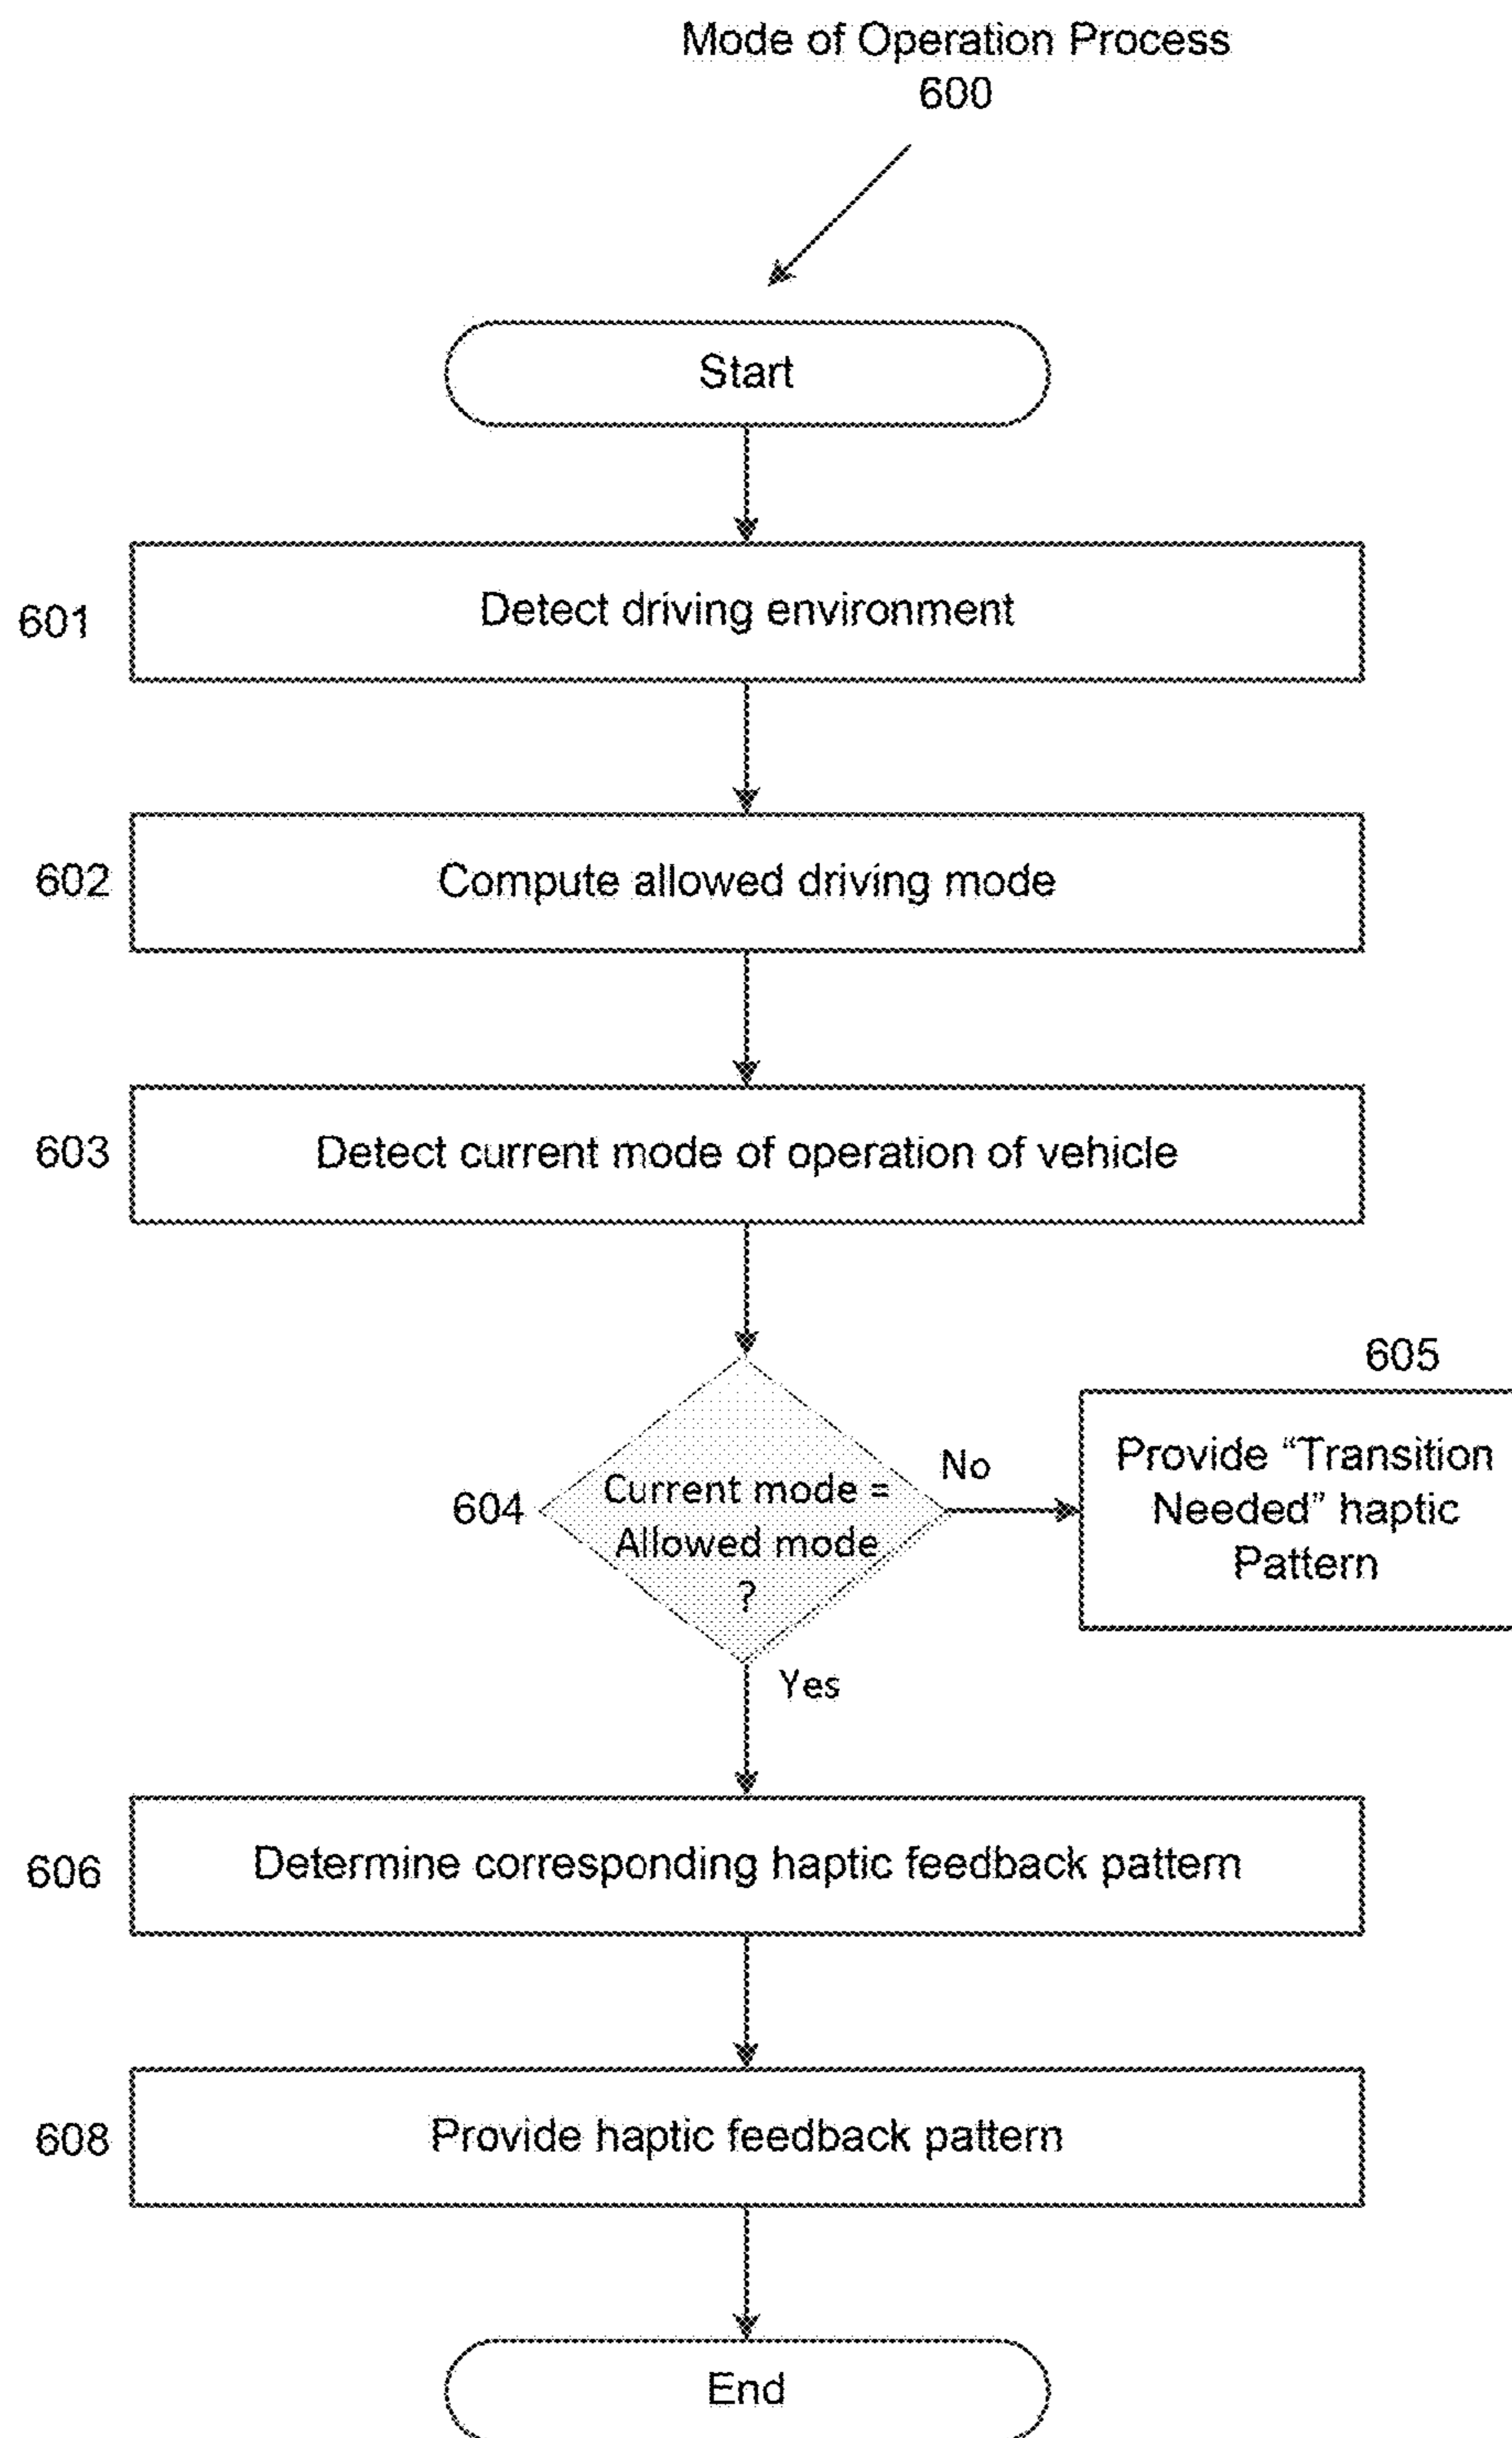 Mode of Operation Process
600
Start
601
Detect driving environment
602
Compute allowed driving mode
603
Detect current mode of operation of vehicle
605
604
Current mode =
Allowed mode
?
No
Provide “Transition
Needed” haptic
Pattern
Yes
606
Determine corresponding haptic feedback pattern
608
Provide haptic feedback pattern
End